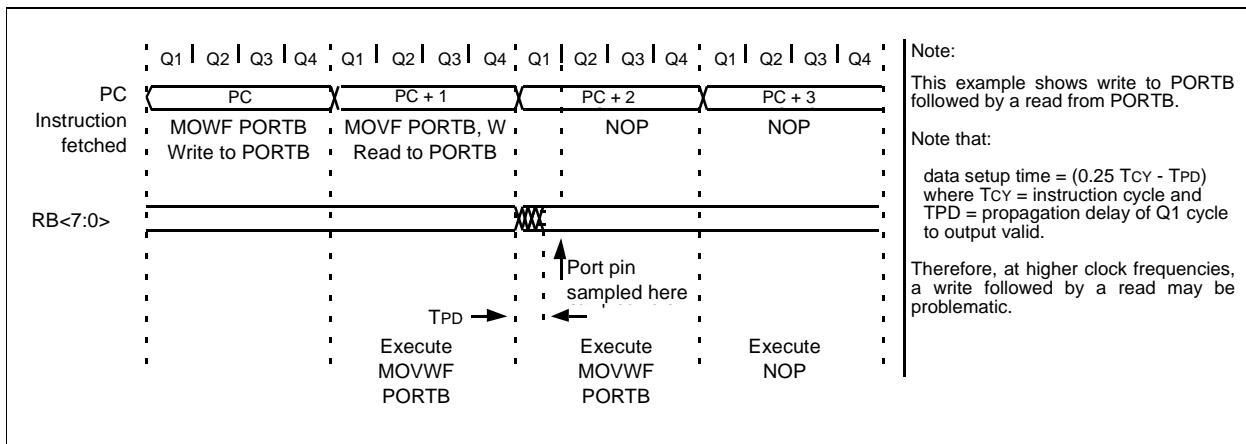 Q1 Q2 Q3 Q4 Q1 Q2 Q3 Q4 Q1 Q2 Q3 Q4 Q1 Q2 Q3 Q4
PC PC PC + 1 PC + 2 PC + 3
Instruction
fetched
MOWF PORTB
Write to PORTB
MOVF PORTB, W
Read to PORTB
NOP
NOP
RB<7:0>
Port pin
sampled here
TPD
Execute
MOVWF
PORTB
Execute
MOVWF
PORTB
Execute
NOP
Note:
This example shows write to PORTB
followed by a read from PORTB.
Note that:
data setup time = (0.25 TCY - TPD)
where TCY = instruction cycle and
TPD = propagation delay of Q1 cycle
to output valid.
Therefore, at higher clock frequencies,
a write followed by a read may be
problematic.